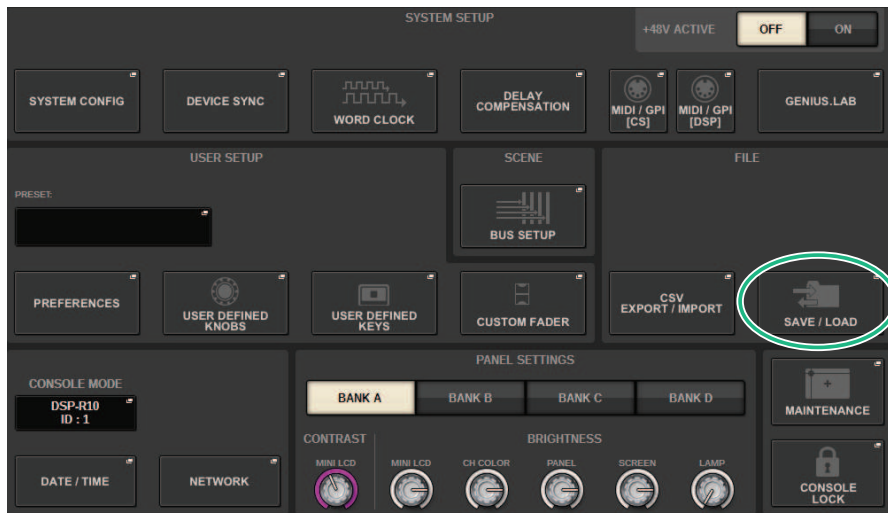 SYSTEM SETUP
+48V ACTIVE
OFF
ON
SYSTEM CONFIG
DEVICE SYNC
WORD CLOCK
DELAY
COMPENSATION
MIDI / GPI
[CS]
MIDI / GPI
[DSP]
GENIUS.LAB
USER SETUP
SCENE
FILE
PRESET:
BUS SETUP
PREFERENCES
USER DEFINED
KNOBS
USER DEFINED
KEYS
CUSTOM FADER
CSV
EXPORT / IMPORT
SAVE / LOAD
CONSOLE MODE
DSP-R10
ID : 1
PANEL SETTINGS
BANK A
BANK B
BANK C
BANK D
MAINTENANCE
CONTRAST
BRIGHTNESS
MINI LCD
MINI LCD
CH COLOR
PANEL
SCREEN
LAMP
DATE / TIME
NETWORK
CONSOLE
LOCK